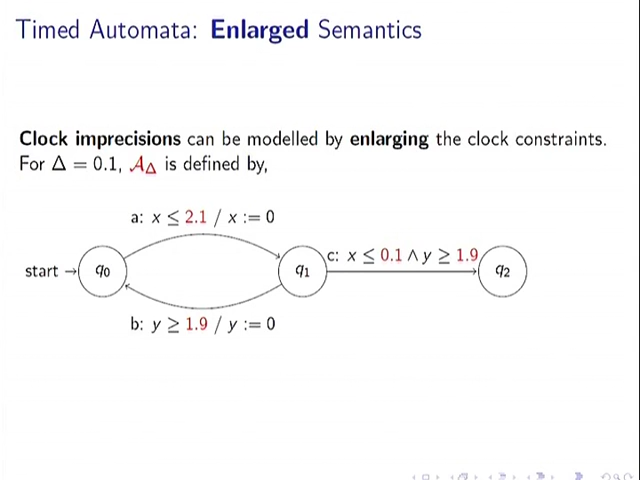 Timed Automata: Enlarged Semantics
Clock imprecisions can be modelled by enlarging the clock constraints.
For Δ = 0.1, 𝒜Δ is defined by,
a: x ≤ 2.1 / x := 0
start → q0
q1
c: x ≤ 0.1 ∧ y ≥ 1.9
q2
b: y ≥ 1.9 / y := 0